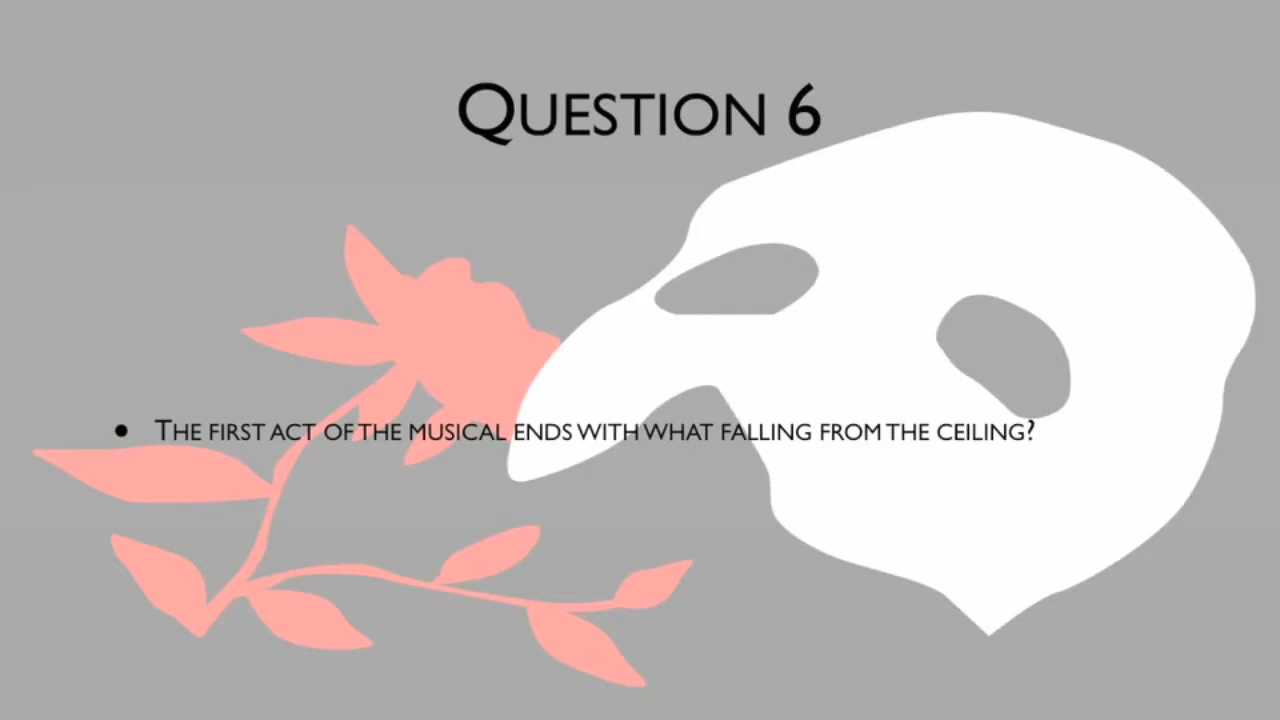 Question 6
• The first act of the musical ends with what falling from the ceiling?